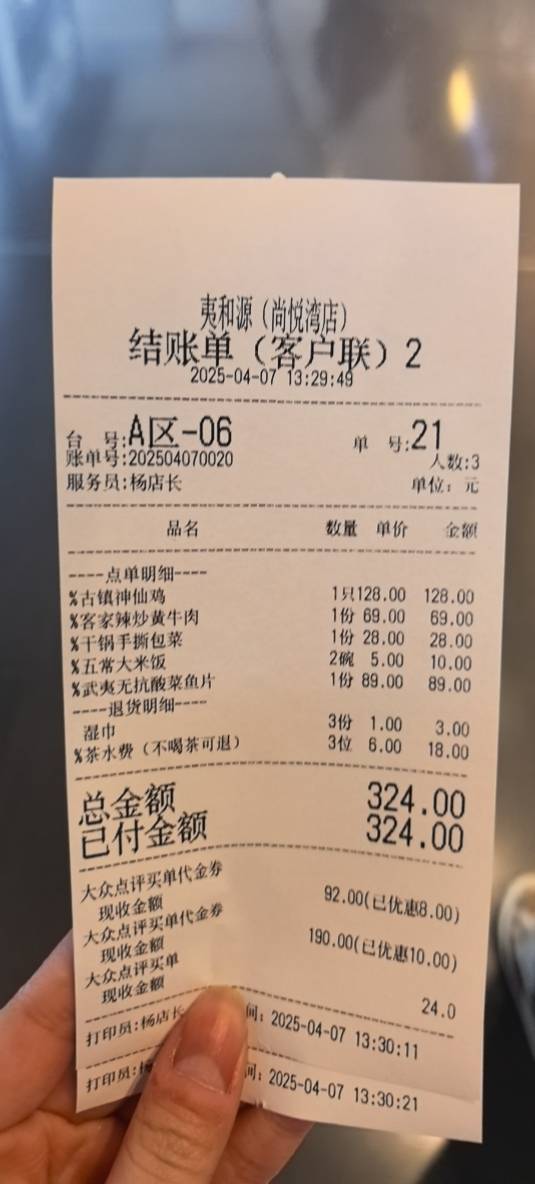 夷和源（尚悦湾店）
结账单（客户联）2
2025-04-07 13:29:49
台 号:A区-06 单 号:21
账单号:202504070020 人数:3
服务员:杨店长 单位：元
品名 数量 单价 金额
----点单明细----
%古镇神仙鸡 1只128.00 128.00
%客家辣炒黄牛肉 1份 69.00 69.00
%干锅手撕包菜 1份 28.00 28.00
%五常大米饭 2碗 5.00 10.00
%武夷无抗酸菜鱼片 1份 89.00 89.00
----退货明细----
湿巾 3份 1.00 3.00
%茶水费（不喝茶可退） 3位 6.00 18.00
总金额 324.00
已付金额 324.00
大众点评买单代金券
现收金额 92.00(已优惠8.00)
大众点评买单代金券
现收金额 190.00(已优惠10.00)
大众点评买单
现收金额 24.0
打印员:杨店长 间：2025-04-07 13:30:11
打印员: 间：2025-04-07 13:30:21